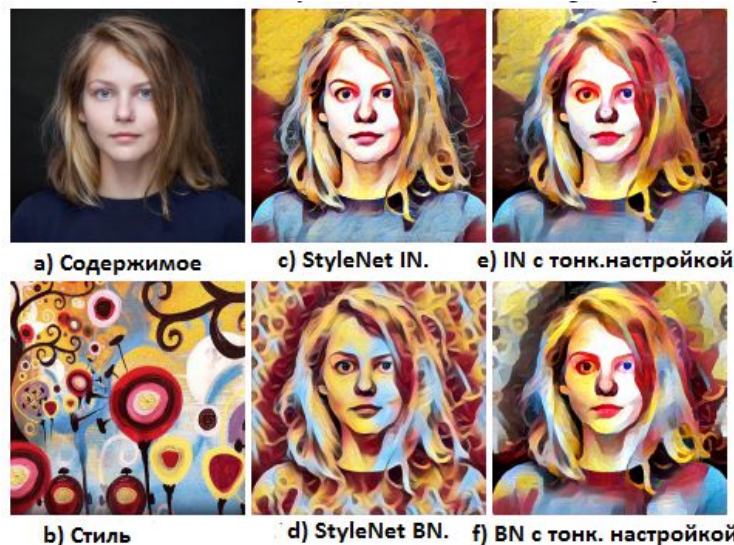 a) Содержимое
c) StyleNet IN.
e) IN с тонк.настройкой
b) Стиль
d) StyleNet BN.
f) BN с тонк. настройкой